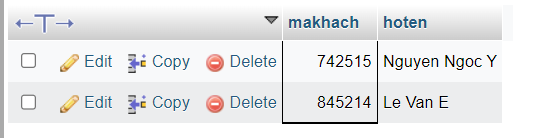 makhach hoten
Edit Copy Delete 742515 Nguyen Ngoc Y
Edit Copy Delete 845214 Le Van E